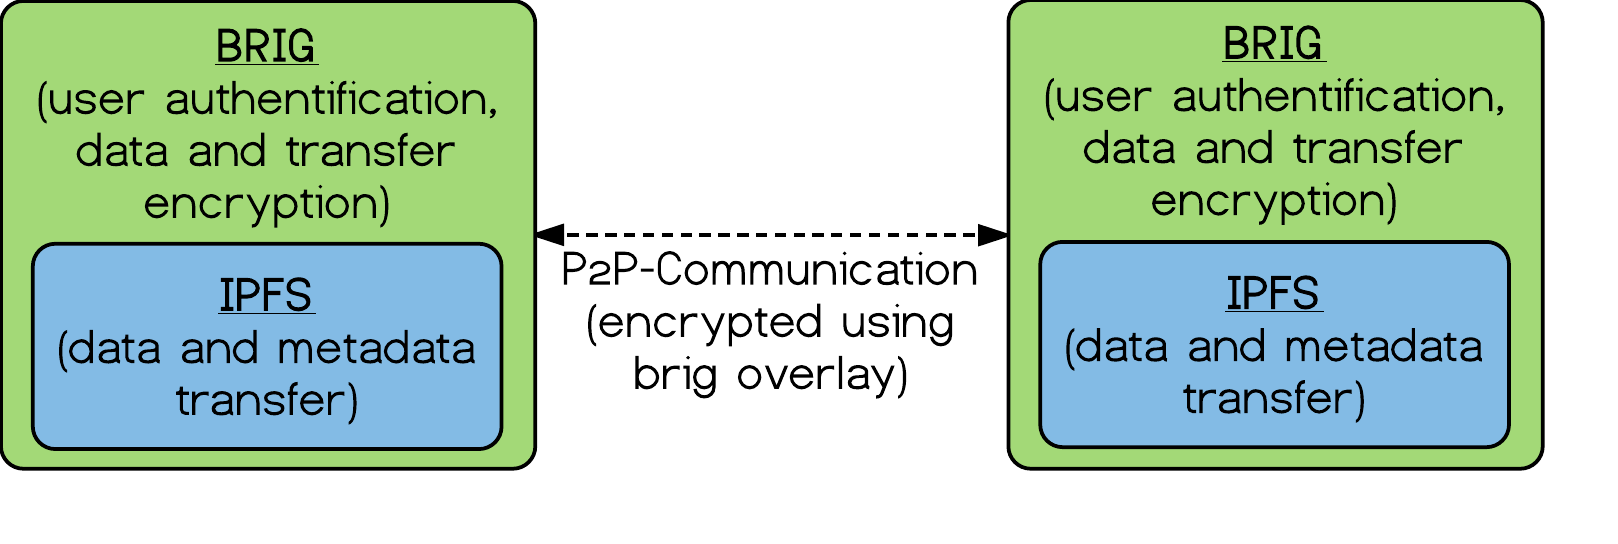 BRIG
(user authentification,
data and transfer
encryption)
IPFS
(data and metadata
transfer)
P2P-Communication
(encrypted using
brig overlay)
BRIG
(user authentification,
data and transfer
encryption)
IPFS
(data and metadata
transfer)